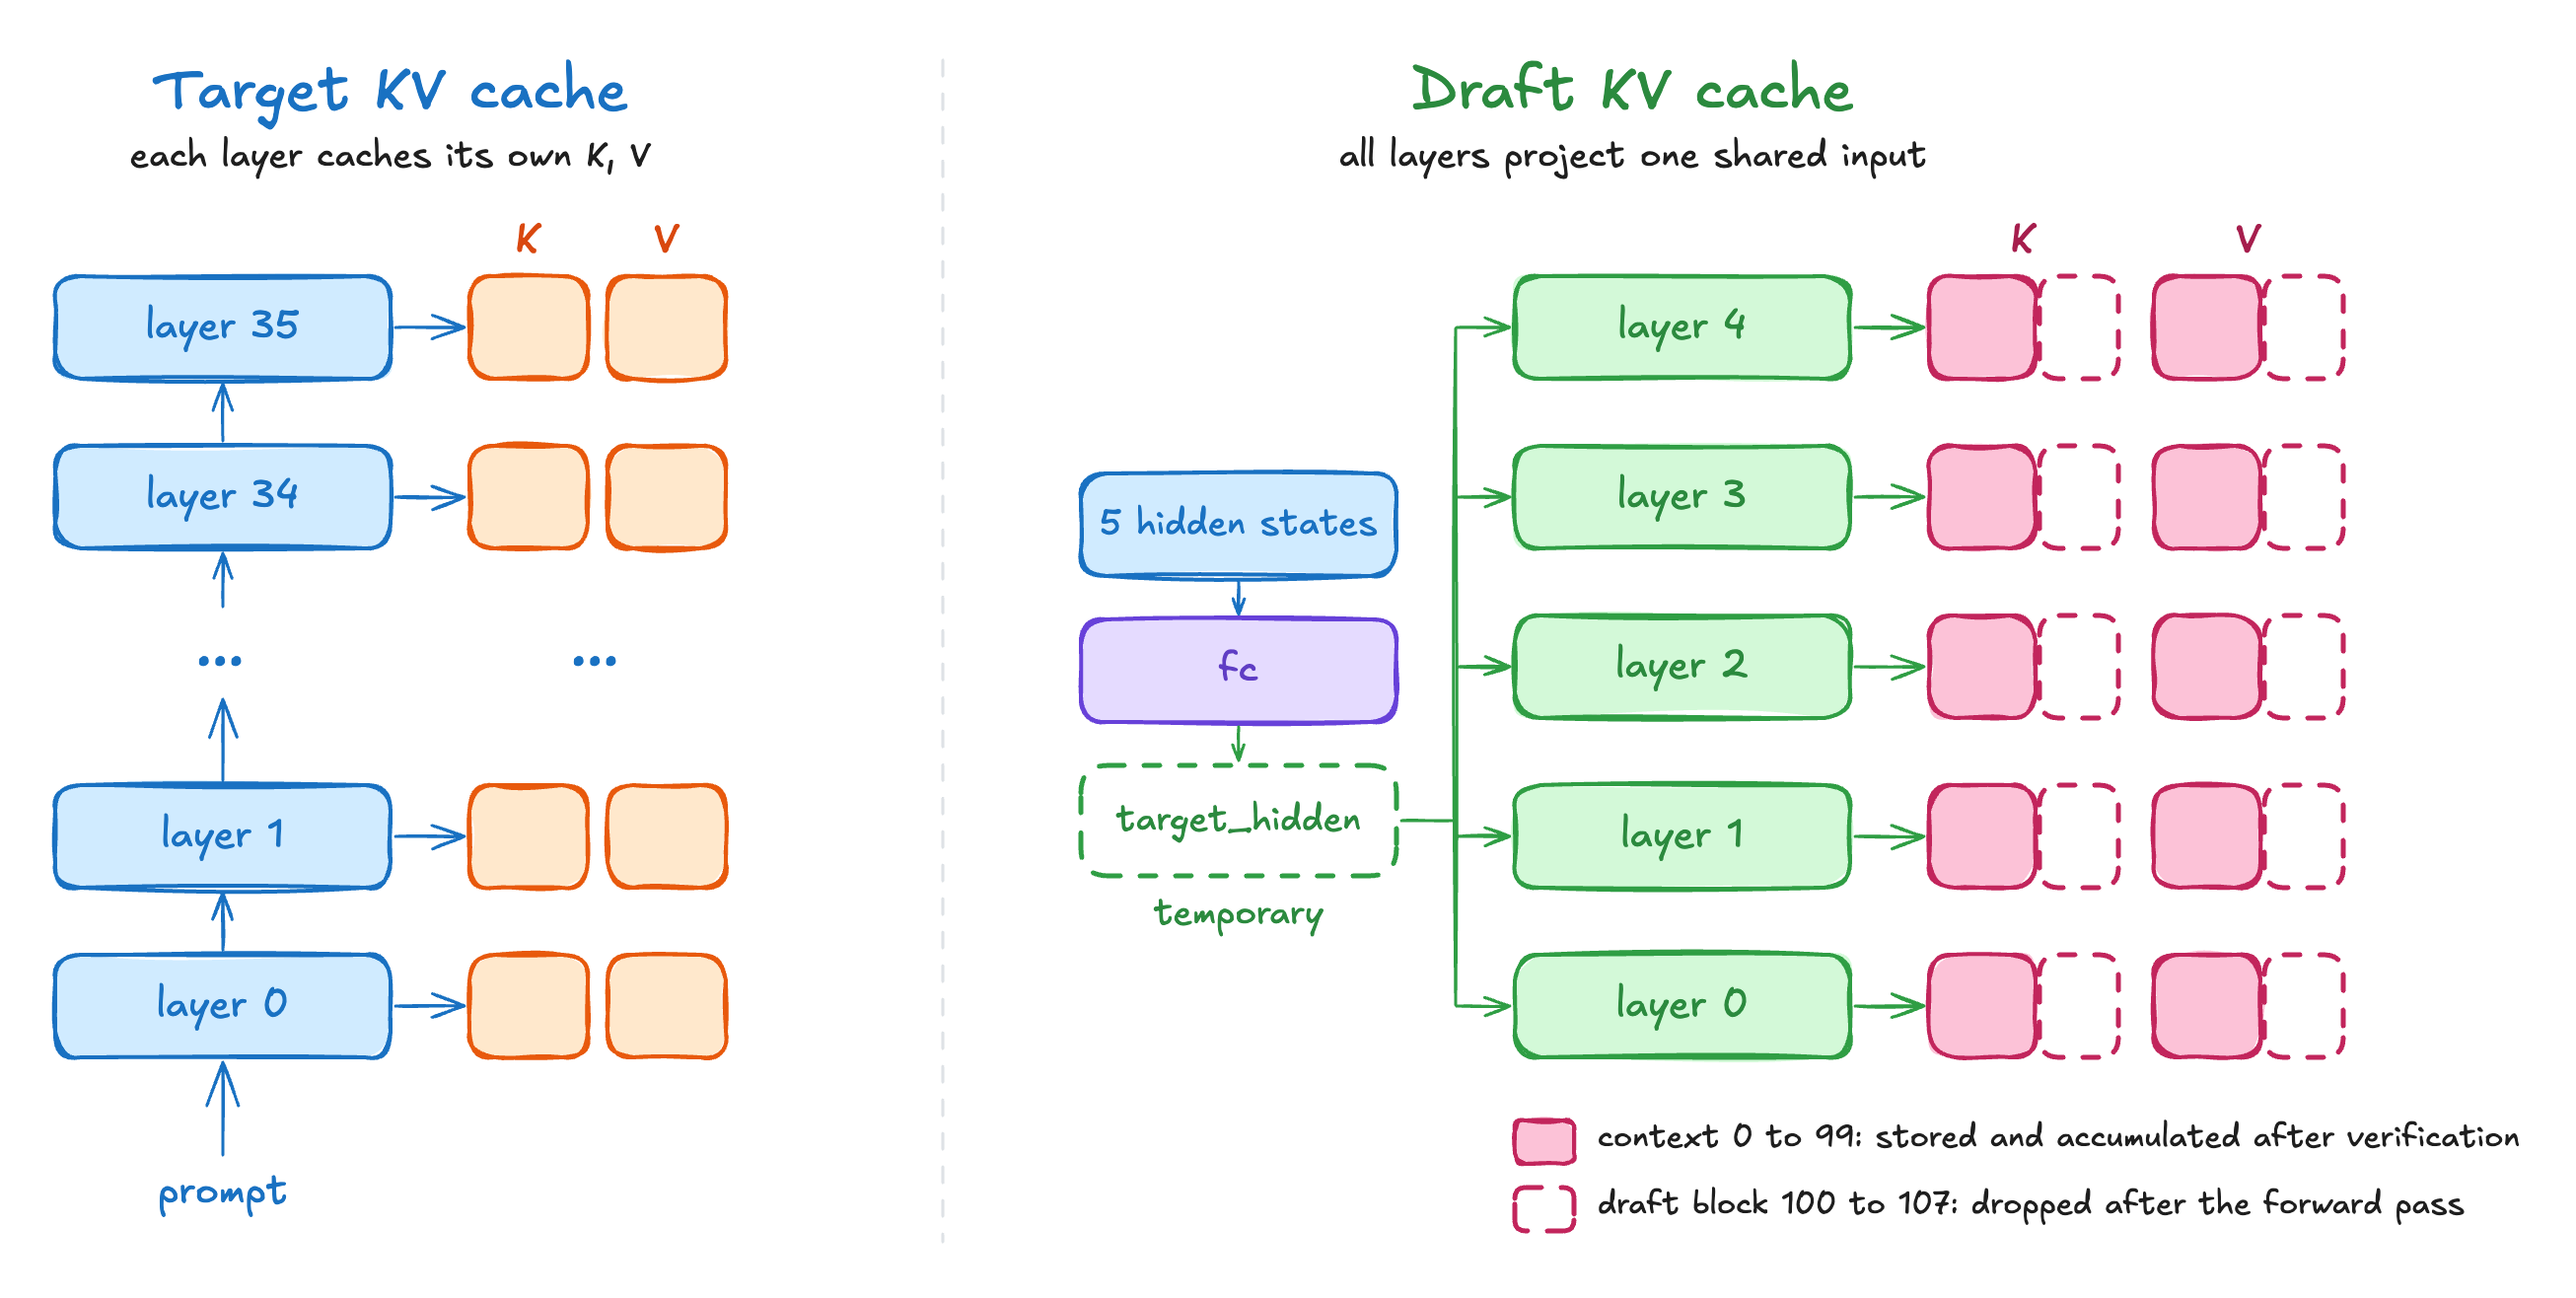 Target KV cache
each layer caches its own K, V
K
V
layer 35
layer 34
...
...
layer 1
layer 0
prompt
Draft KV cache
all layers project one shared input
K
V
5 hidden states
fc
target_hidden
temporary
layer 4
layer 3
layer 2
layer 1
layer 0
context 0 to 99: stored and accumulated after verification
draft block 100 to 107: dropped after the forward pass